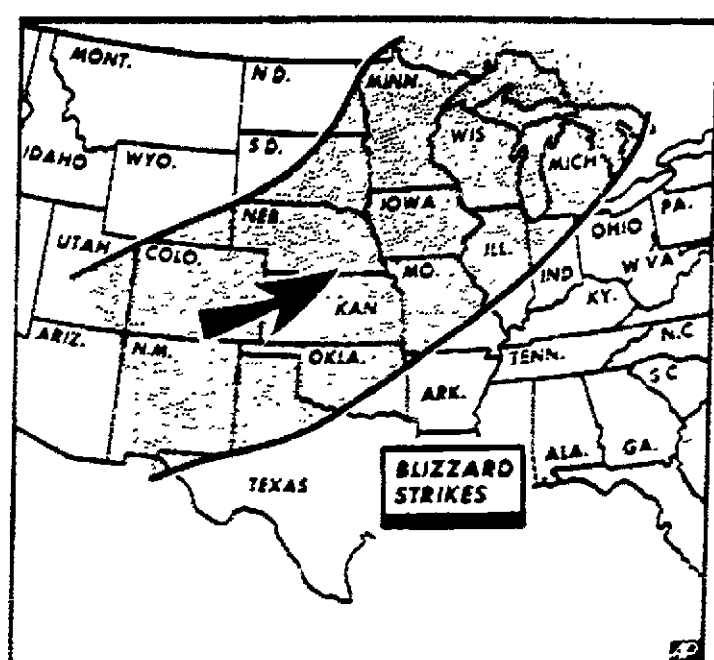 MONT.
N D.
MINN.
S D.
WIS
MICH
IDAHO
WYO.
NEB.
IOWA
PA.
UTAH
COLO.
ILL.
OHIO
IND
W VA
MO.
KAN
KY.
ARIZ.
N.M.
OKLA.
TENN.
N.C
S C
ARK.
ALA.
GA.
TEXAS
BLIZZARD
STRIKES
AP